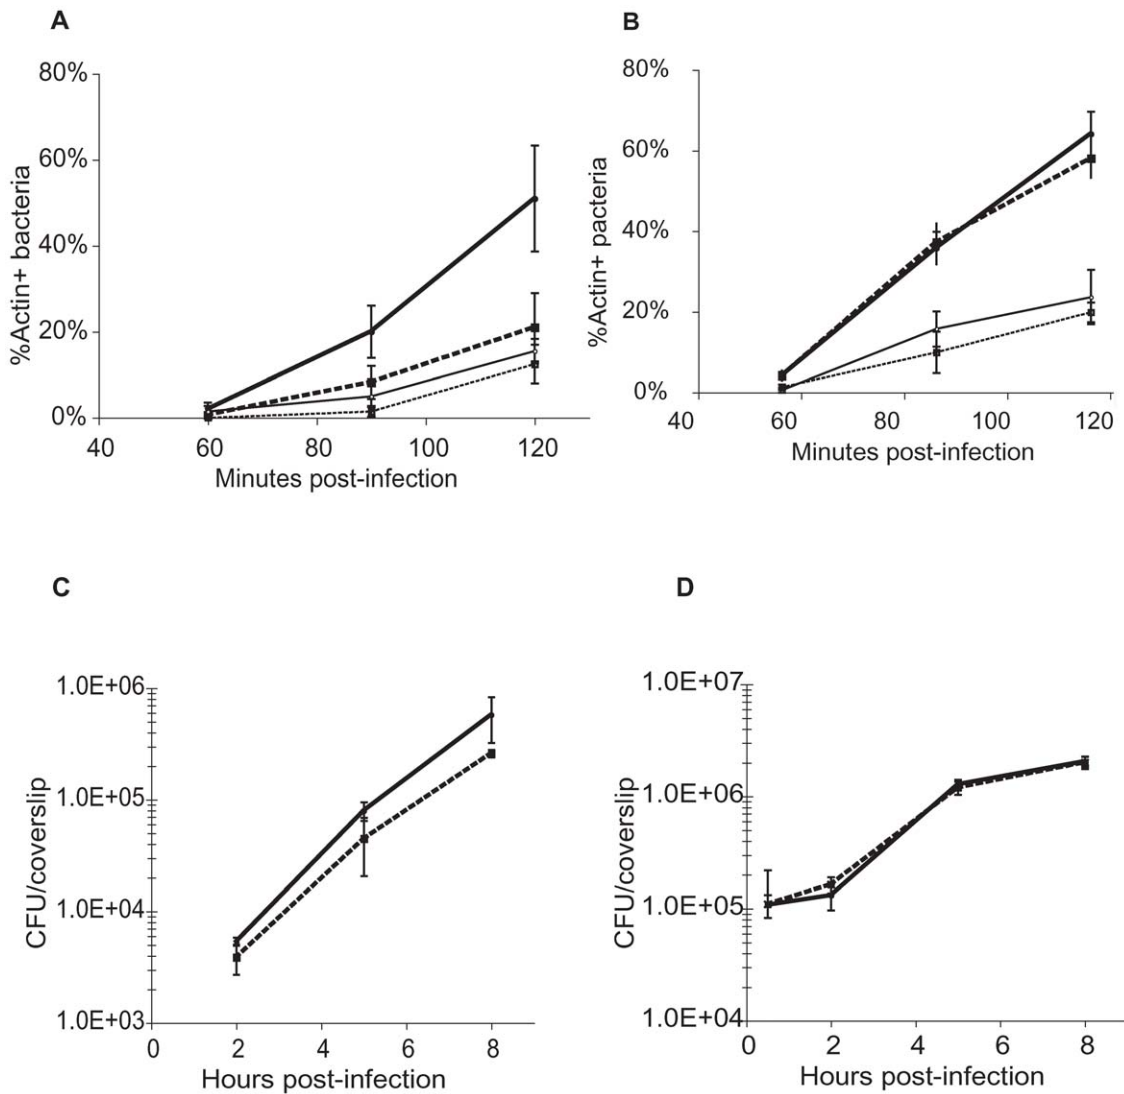 A
80%
60%
40%
20%
0%
%Actin+ bacteria
40 60 80 100 120
Minutes post-infection
B
80%
60%
40%
20%
0%
%Actin+ pacteria
40 60 80 100 120
Minutes post-infection
C
1.0E+06
1.0E+05
1.0E+04
1.0E+03
CFU/coverslip
0 2 4 6 8
Hours post-infection
D
1.0E+07
1.0E+06
1.0E+05
1.0E+04
CFU/coverslip
0 2 4 6 8
Hours post-infection